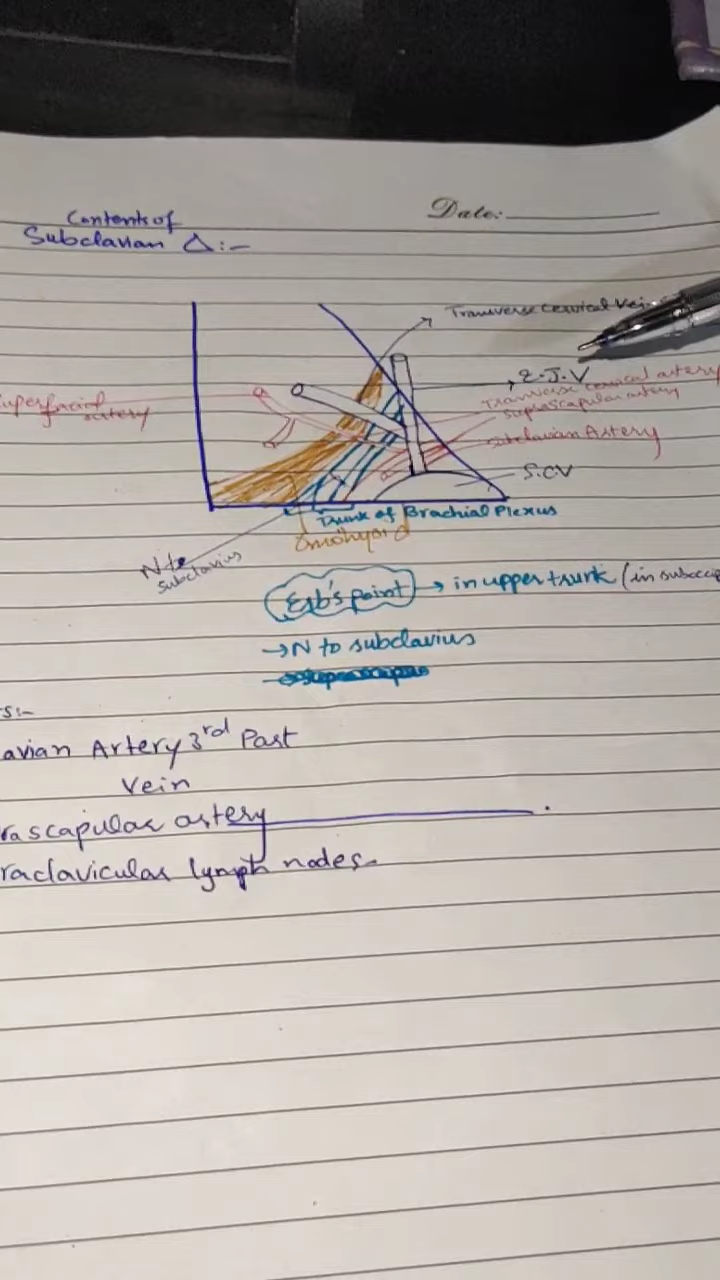 Date:
Contents of
Subclavian Δ:-
Transverse cervical vein
E.J.V
Transverse cervical artery
suprascapular artery
uperfacial
artery
subclavian Artery
S.CV
Trunk of Brachial Plexus
Omohyoid
N to
subclavius
Erb's point → in upper trunk (in
→ N to subclavius
s:-
avian Artery 3rd Part
Vein
rascapular artery
raclavicular lymph nodes.